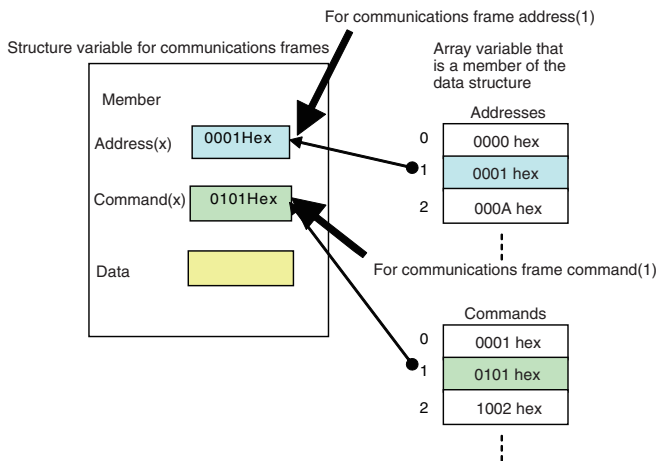 For communications frame address(1)
Structure variable for communications frames
Member
Address(x)
0001Hex
Command(x)
0101Hex
Data
Array variable that
is a member of the
data structure
Addresses
0
0000 hex
1
0001 hex
2
000A hex
For communications frame command(1)
Commands
0
0001 hex
1
0101 hex
2
1002 hex